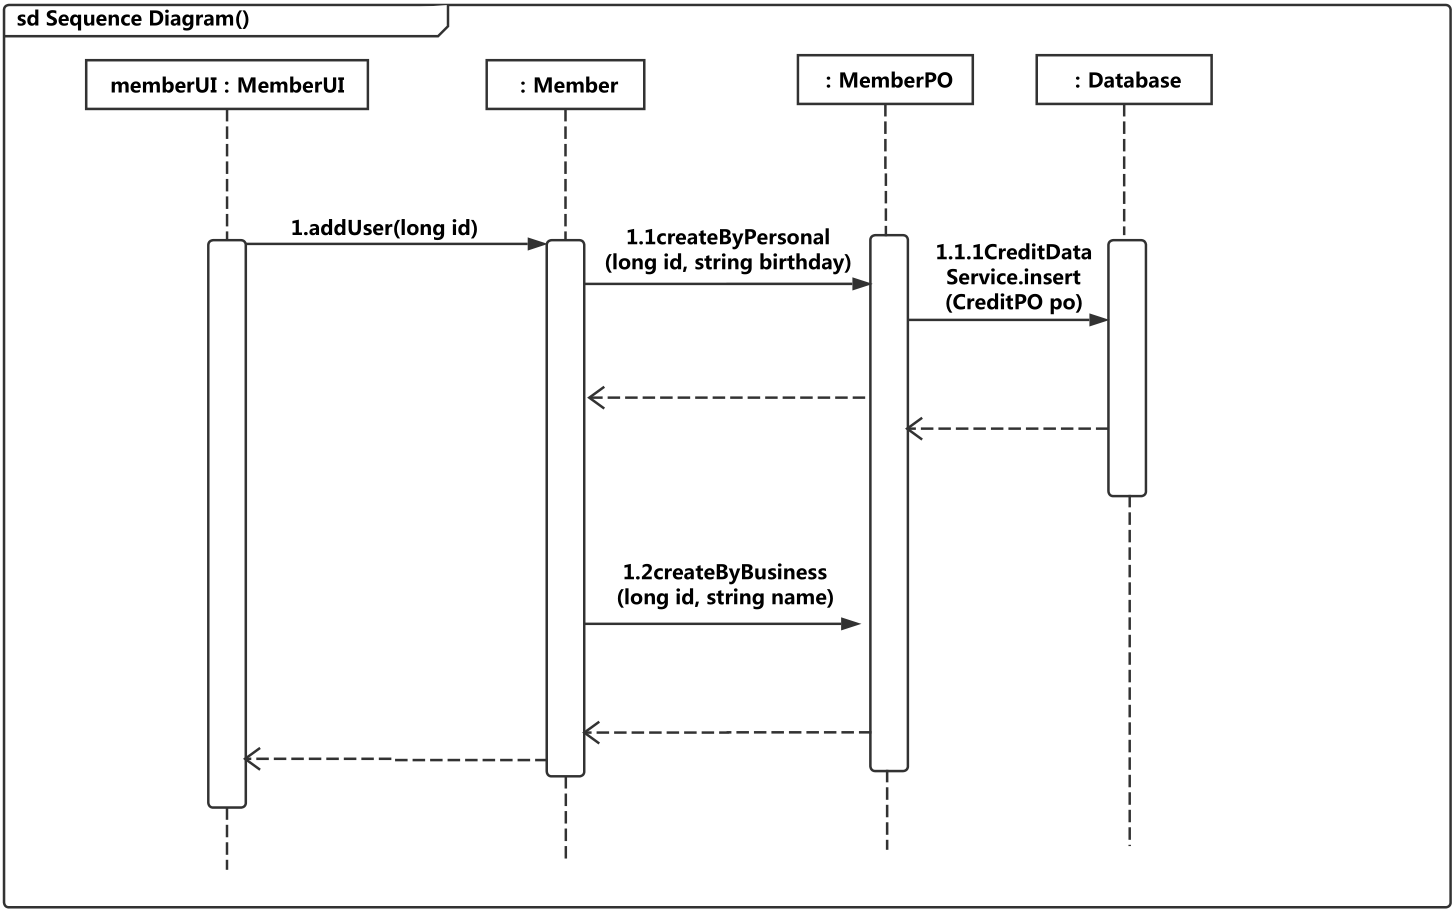 sd Sequence Diagram()
memberUI : MemberUI
: Member
: MemberPO
: Database
1.addUser(long id)
1.1createByPersonal
(long id, string birthday)
1.1.1CreditData
Service.insert
(CreditPO po)
1.2createByBusiness
(long id, string name)